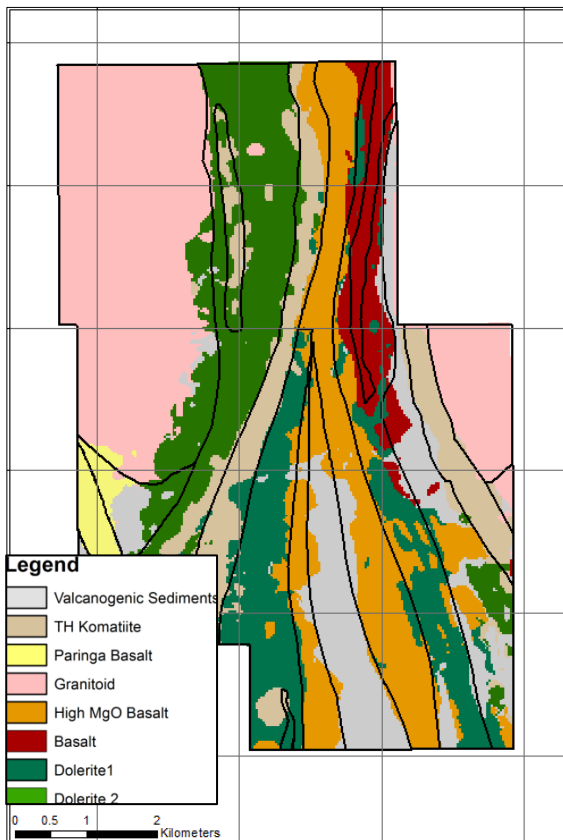 Legend
Valcanogenic Sediments
TH Komatiite
Paringa Basalt
Granitoid
High MgO Basalt
Basalt
Dolerite1
Dolerite 2
0 0.5 1 2
Kilometers